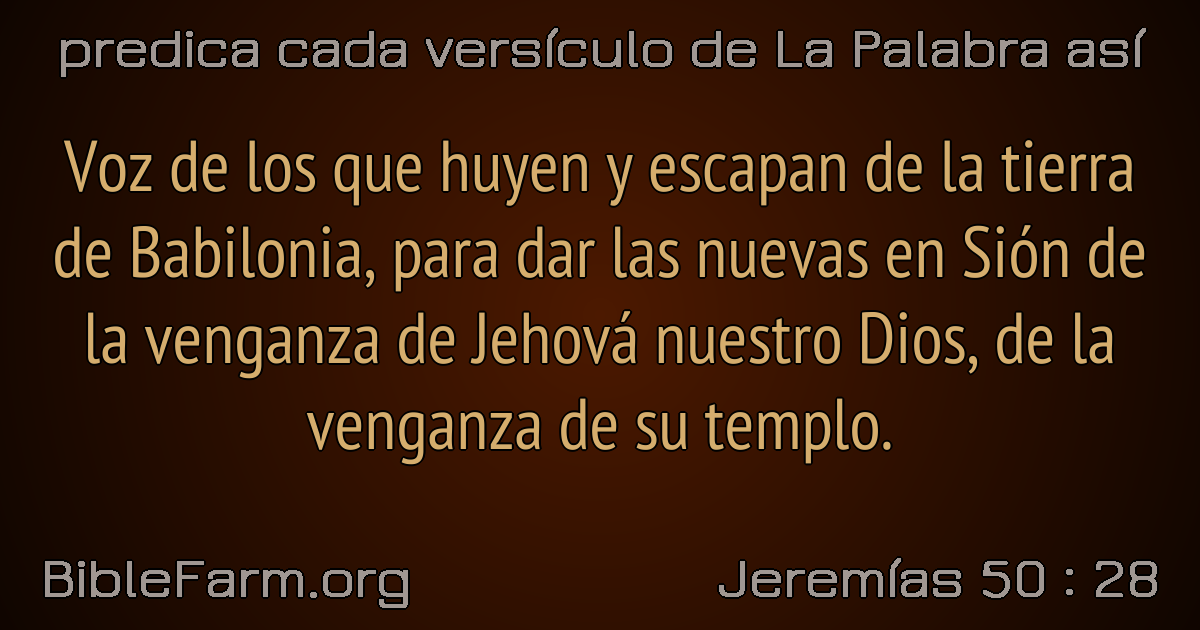 predica cada versículo de La Palabra así
Voz de los que huyen y escapan de la tierra
de Babilonia, para dar las nuevas en Sión de
la venganza de Jehová nuestro Dios, de la
venganza de su templo.
BibleFarm.org
Jeremías 50 : 28